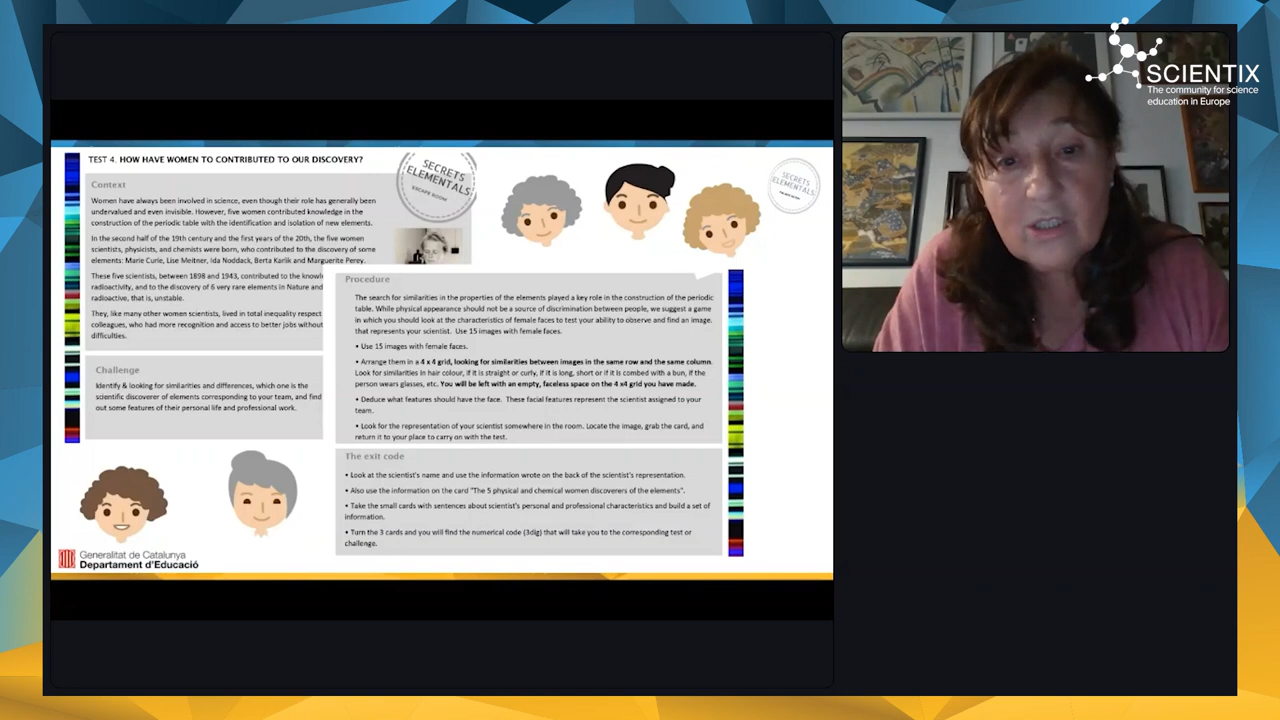 SCIENTIX
The community for science
education in Europe
TEST 4. HOW HAVE WOMEN TO CONTRIBUTED TO OUR DISCOVERY?
SECRETS
ELEMENTALS
ESCAPE ROOM
SECRETS
ELEMENTALS
ESCAPE ROOM
Context
Women have always been involved in science, even though their role has generally been
undervalued and even invisible. However, five women contributed knowledge in the
construction of the periodic table with the identification and isolation of new elements.
In the second half of the 19th century and the first years of the 20th, the five women
scientists, physicists, and chemists were born, who contributed to the discovery of some
elements: Marie Curie, Lise Meitner, Ida Noddack, Berta Karlik and Marguerite Perey.
These five scientists, between 1898 and 1943, contributed to the knowle
radioactivity, and to the discovery of 6 very rare elements in Nature and
radioactive, that is, unstable.
They, like many other women scientists, lived in total inequality respect
colleagues, who had more recognition and access to better jobs without
difficulties.
Challenge
Identify & looking for similarities and differences, which one is the
scientific discoverer of elements corresponding to your team, and find
out some features of their personal life and professional work.
Procedure
The search for similarities in the properties of the elements played a key role in the construction of the periodic
table. While physical appearance should not be a source of discrimination between people, we suggest a game
in which you should look at the characteristics of female faces to test your ability to observe and find an image.
that represents your scientist. Use 15 images with female faces.
• Use 15 images with female faces.
• Arrange them in a 4 x 4 grid, looking for similarities between images in the same row and the same column.
Look for similarities in hair colour, if it is straight or curly, if it is long, short or if it is combed with a bun, if the
person wears glasses, etc. You will be left with an empty, faceless space on the 4 x4 grid you have made.
• Deduce what features should have the face. These facial features represent the scientist assigned to your
team.
• Look for the representation of your scientist somewhere in the room. Locate the image, grab the card, and
return it to your place to carry on with the test.
The exit code
• Look at the scientist's name and use the information wrote on the back of the scientist's representation.
• Also use the information on the card "The 5 physical and chemical women discoverers of the elements".
• Take the small cards with sentences about scientist's personal and professional characteristics and build a set of
information.
• Turn the 3 cards and you will find the numerical code (3dig) that will take you to the corresponding test or
challenge.
Generalitat de Catalunya
Departament d'Educació